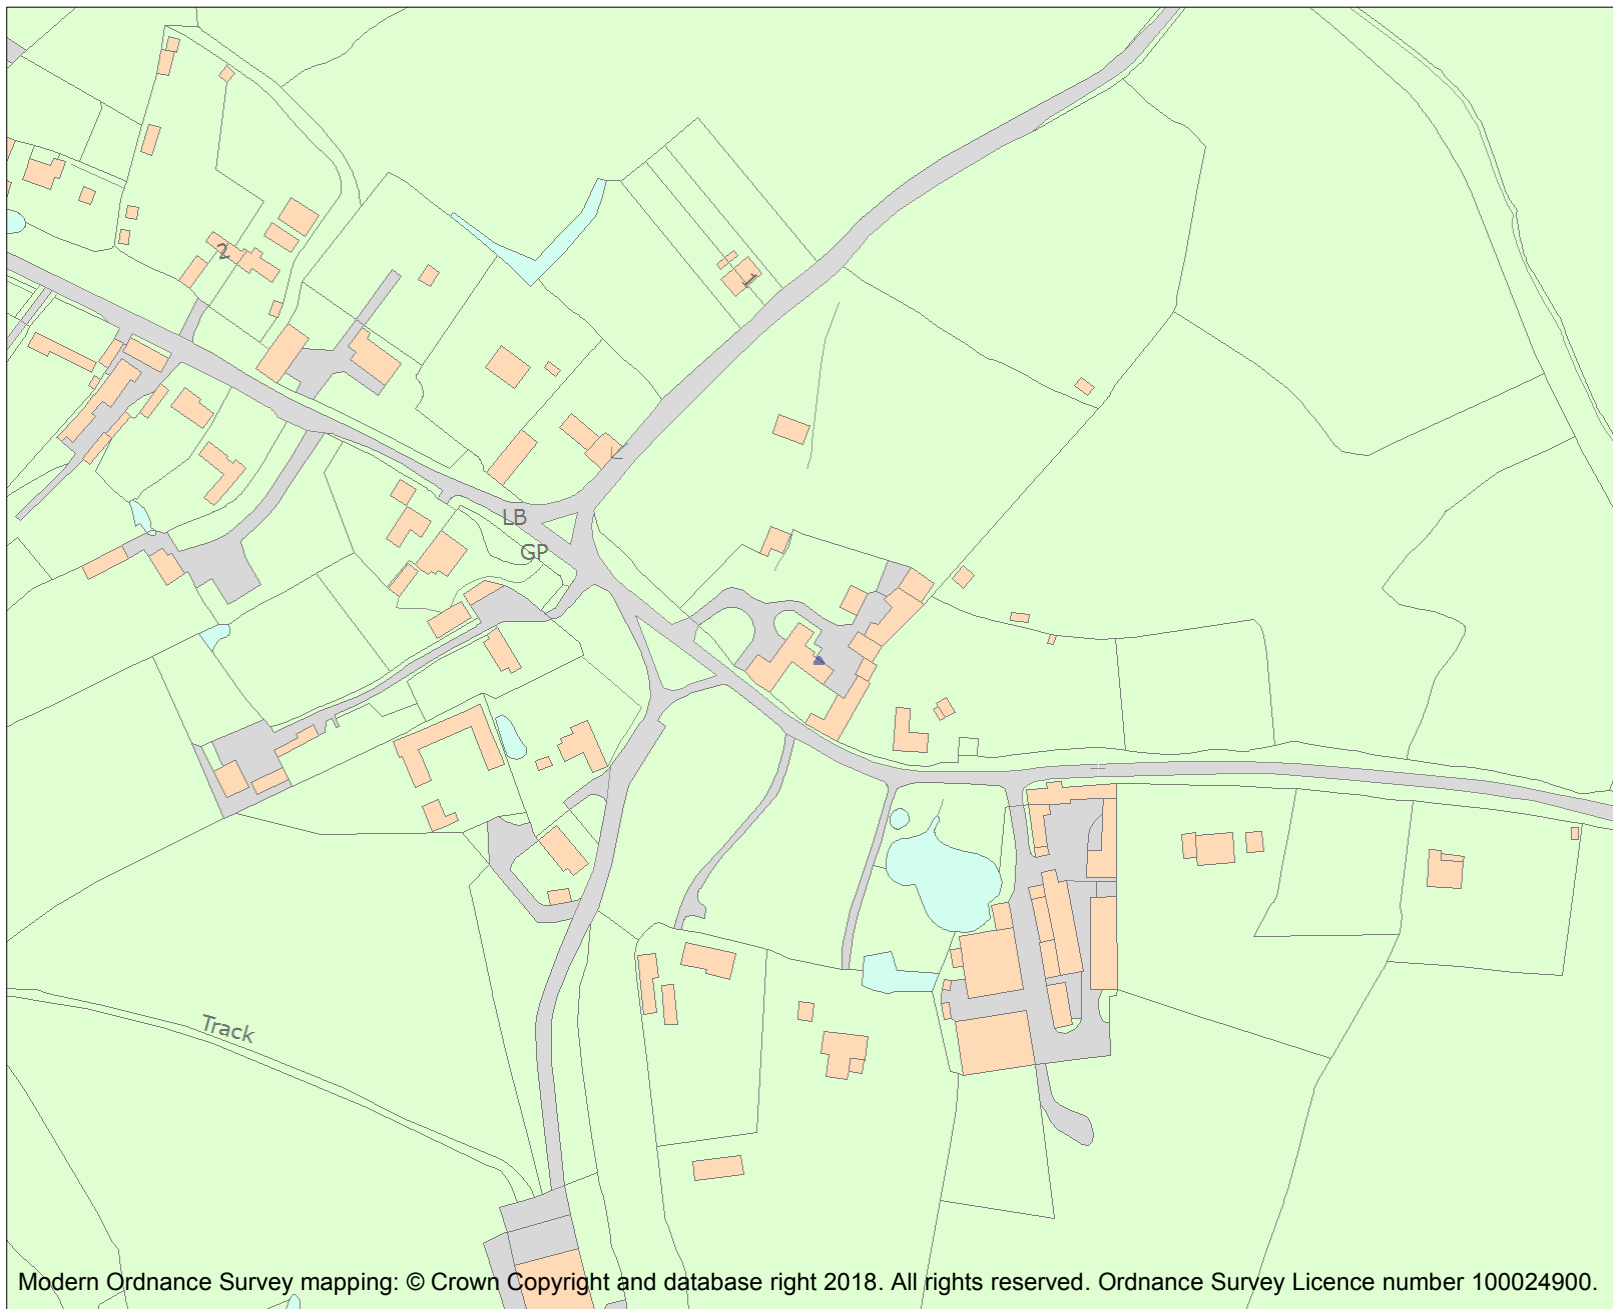 2
1
LB
GP
Track
Modern Ordnance Survey mapping: © Crown Copyright and database right 2018. All rights reserved. Ordnance Survey Licence number 100024900.